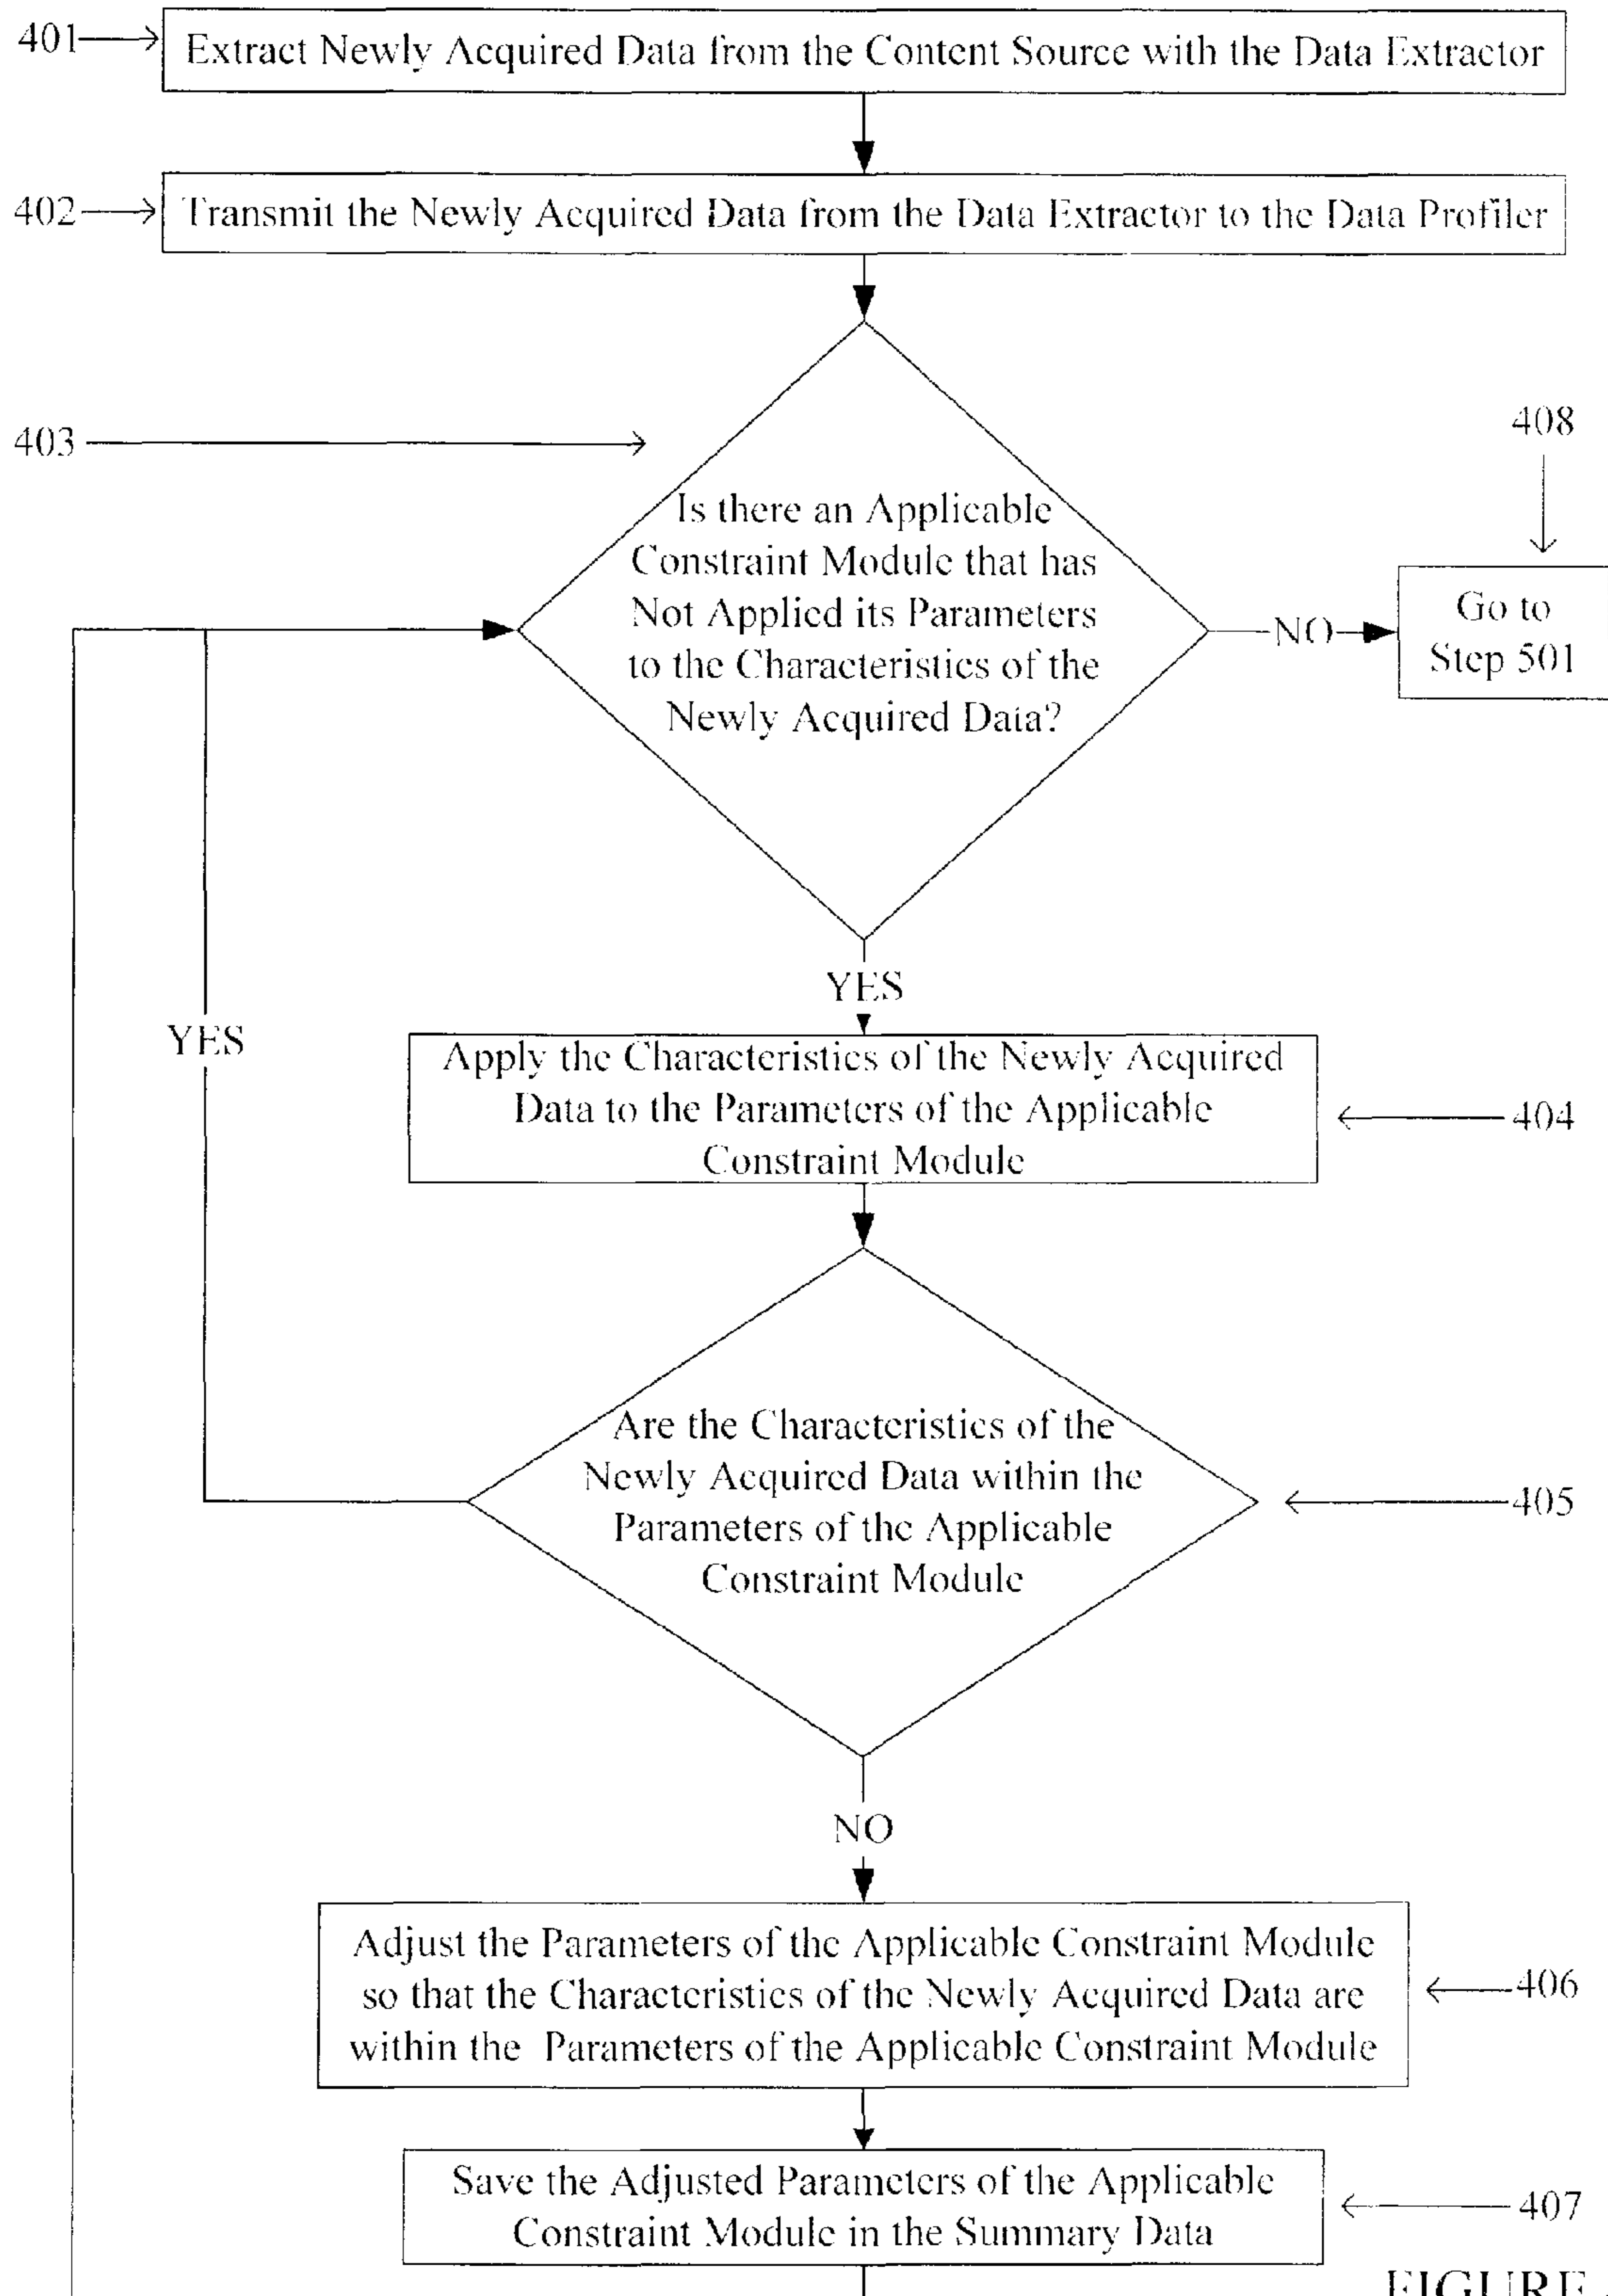 401
Extract Newly Acquired Data from the Content Source with the Data Extractor
402
Transmit the Newly Acquired Data from the Data Extractor to the Data Profiler
403
Is there an Applicable
Constraint Module that has
Not Applied its Parameters
to the Characteristics of the
Newly Acquired Data?
408
NO
Go to
Step 501
YES
YES
Apply the Characteristics of the Newly Acquired
Data to the Parameters of the Applicable
Constraint Module
404
Are the Characteristics of the
Newly Acquired Data within the
Parameters of the Applicable
Constraint Module
405
NO
Adjust the Parameters of the Applicable Constraint Module
so that the Characteristics of the Newly Acquired Data are
within the Parameters of the Applicable Constraint Module
406
Save the Adjusted Parameters of the Applicable
Constraint Module in the Summary Data
407
FIGURE